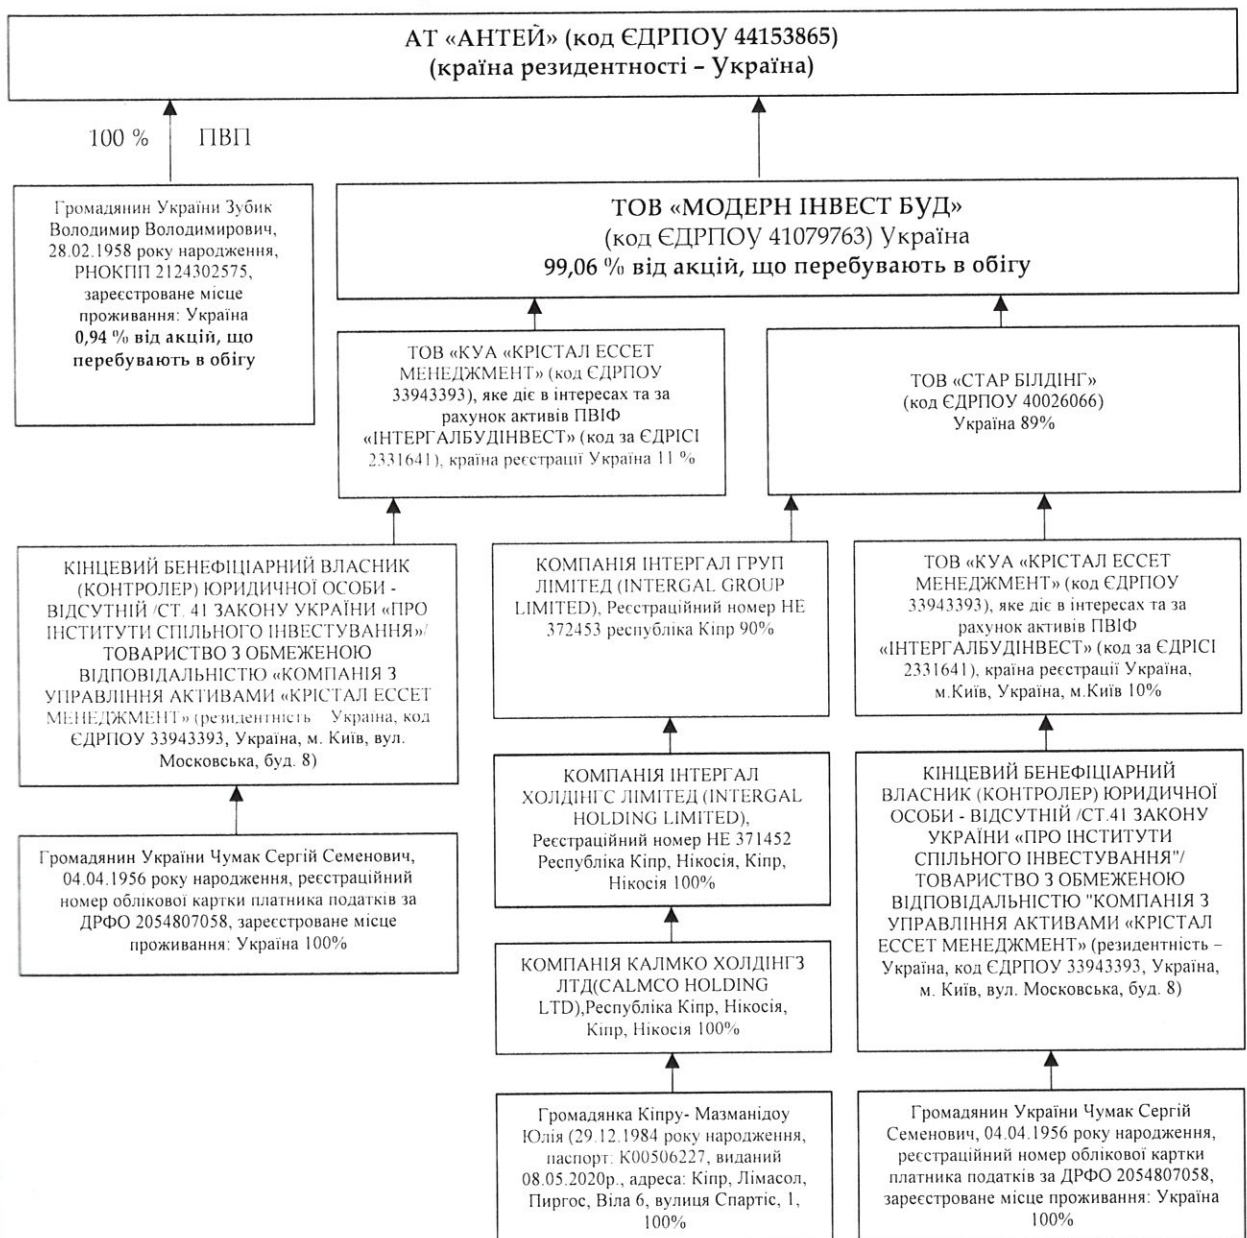 АТ «АНТЕЙ» (код ЄДРПОУ 44153865)
(країна резидентності – Україна)
100 %
ПВП
Громадянин України Зубик
Володимир Володимирович,
28.02.1958 року народження,
РНОКПП 2124302575,
зареєстроване місце
проживання: Україна
0,94 % від акцій, що
перебувають в обігу
ТОВ «МОДЕРН ІНВЕСТ БУД»
(код ЄДРПОУ 41079763) Україна
99,06 % від акцій, що перебувають в обігу
ТОВ «КУА «КРІСТАЛ ЕССЕТ
МЕНЕДЖМЕНТ» (код ЄДРПОУ
33943393), яке діє в інтересах та за
рахунок активів ПВІФ
«ІНТЕРГАЛБУДІНВЕСТ» (код за ЄДРІСІ
2331641), країна реєстрації Україна 11 %
ТОВ «СТАР БІЛДІНГ»
(код ЄДРПОУ 40026066)
Україна 89%
КІНЦЕВИЙ БЕНЕФІЦІАРНИЙ ВЛАСНИК
(КОНТРОЛЕР) ЮРИДИЧНОЇ ОСОБИ -
ВІДСУТНІЙ /СТ. 41 ЗАКОНУ УКРАЇНИ «ПРО
ІНСТИТУТИ СПІЛЬНОГО ІНВЕСТУВАННЯ»/
ТОВАРИСТВО З ОБМЕЖЕНОЮ
ВІДПОВІДАЛЬНІСТЮ «КОМПАНІЯ З
УПРАВЛІННЯ АКТИВАМИ «КРІСТАЛ ЕССЕТ
МЕНЕДЖМЕНТ» (резидентність Україна, код
ЄДРПОУ 33943393, Україна, м. Київ, вул.
Московська, буд. 8)
Громадянин України Чумак Сергій Семенович,
04.04.1956 року народження, реєстраційний
номер облікової картки платника податків за
ДРФО 2054807058, зареєстроване місце
проживання: Україна 100%
КОМПАНІЯ ІНТЕРГАЛ ГРУП
ЛІМІТЕД (INTERGAL GROUP
LIMITED), Реєстраційний номер НЕ
372453 республіка Кіпр 90%
КОМПАНІЯ ІНТЕРГАЛ
ХОЛДІНГС ЛІМІТЕД (INTERGAL
HOLDING LIMITED),
Реєстраційний номер НЕ 371452
Республіка Кіпр, Нікосія, Кіпр,
Нікосія 100%
КОМПАНІЯ КАЛМКО ХОЛДІНГЗ
ЛТД(CALMCO HOLDING
LTD),Республіка Кіпр, Нікосія,
Кіпр, Нікосія 100%
Громадянка Кіпру- Мазманідоу
Юлія (29.12.1984 року народження,
паспорт: К00506227, виданий
08.05.2020р., адреса: Кіпр, Лімасол,
Пиргос, Віла 6, вулиця Спартіс, 1,
100%
ТОВ «КУА «КРІСТАЛ ЕССЕТ
МЕНЕДЖМЕНТ» (код ЄДРПОУ
33943393), яке діє в інтересах та за
рахунок активів ПВІФ
«ІНТЕРГАЛБУДІНВЕСТ» (код за ЄДРІСІ
2331641), країна реєстрації Україна,
м.Київ, Україна, м.Київ 10%
КІНЦЕВИЙ БЕНЕФІЦІАРНИЙ
ВЛАСНИК (КОНТРОЛЕР) ЮРИДИЧНОЇ
ОСОБИ - ВІДСУТНІЙ /СТ.41 ЗАКОНУ
УКРАЇНИ «ПРО ІНСТИТУТИ
СПІЛЬНОГО ІНВЕСТУВАННЯ"/
ТОВАРИСТВО З ОБМЕЖЕНОЮ
ВІДПОВІДАЛЬНІСТЮ "КОМПАНІЯ З
УПРАВЛІННЯ АКТИВАМИ «КРІСТАЛ
ЕССЕТ МЕНЕДЖМЕНТ» (резидентність –
Україна, код ЄДРПОУ 33943393, Україна,
м. Київ, вул. Московська, буд. 8)
Громадянин України Чумак Сергій
Семенович, 04.04.1956 року народження,
реєстраційний номер облікової картки
платника податків за ДРФО 2054807058,
зареєстроване місце проживання: Україна
100%